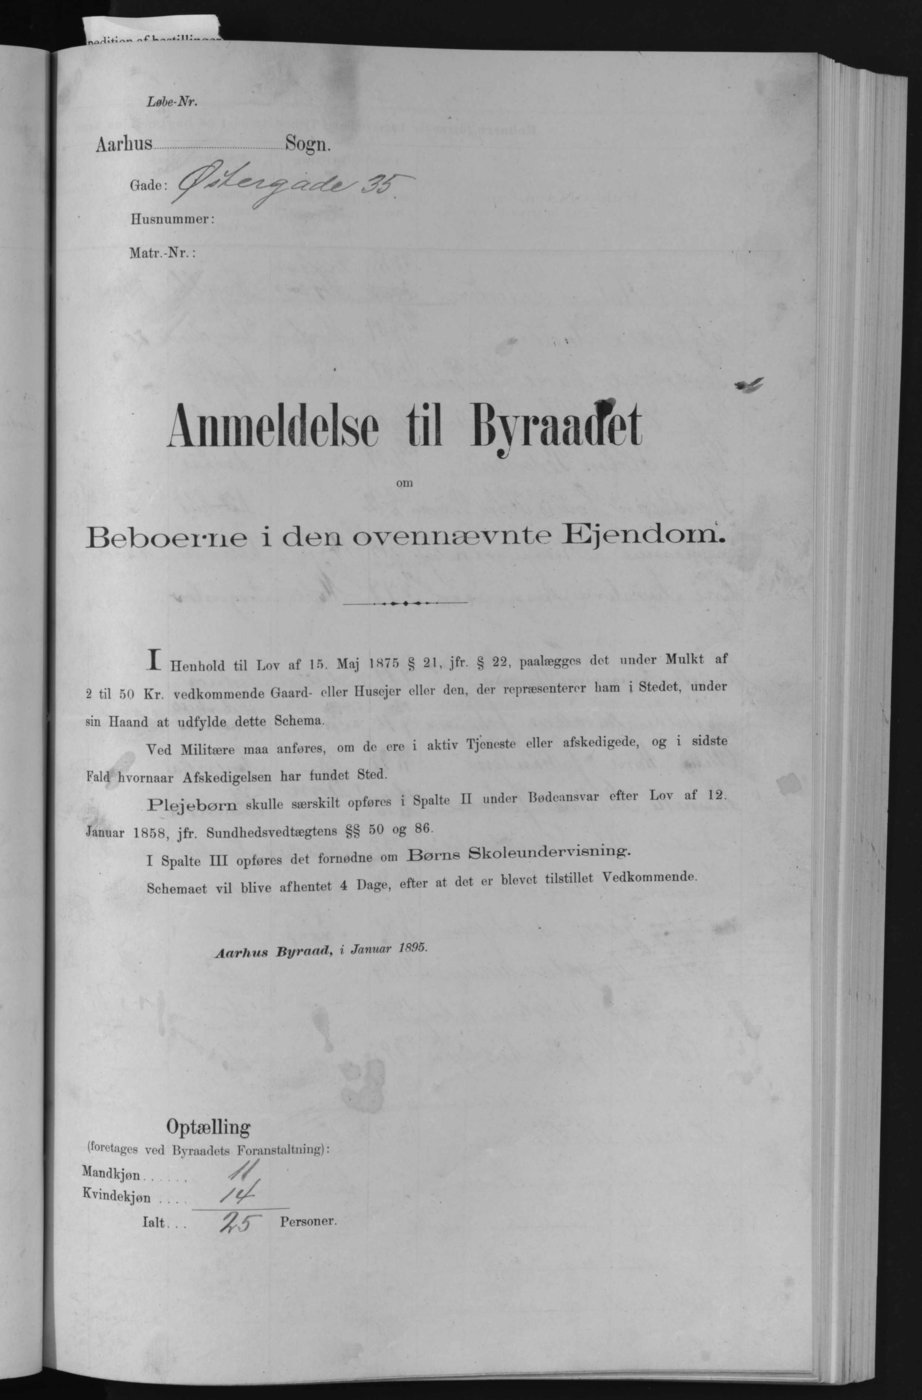 Løbe-Nr.
Aarhus Sogn.
Gade: Østergade 35.
Husnummer:
Matr.-Nr.:
Anmeldelse til Byraadet
om
Beboerne i den ovennævnte Ejendom.
I Henhold til Lov af 15. Maj 1875 § 21, jfr. § 22, paalægges det under Mulkt af
2 til 50 Kr. vedkommende Gaard- eller Husejer eller den, der repræsenterer ham i Stedet, under
sin Haand at udfylde dette Schema.
Ved Militære maa anføres, om de ere i aktiv Tjeneste eller afskedigede, og i sidste
Fald hvornaar Afskedigelsen har fundet Sted.
Plejebørn skulle særskilt opføres i Spalte II under Bødeansvar efter Lov af 12.
Januar 1858, jfr. Sundhedsvedtægtens §§ 50 og 86.
I Spalte III opføres det fornødne om Børns Skoleundervisning.
Schemaet vil blive afhentet 4 Dage, efter at det er blevet tilstillet Vedkommende.
Aarhus Byraad, i Januar 1895.
Optælling
(foretages ved Byraadets Foranstaltning):
Mandkjøn...... 11
Kvindekjøn .... 14
Ialt... 25 Personer.